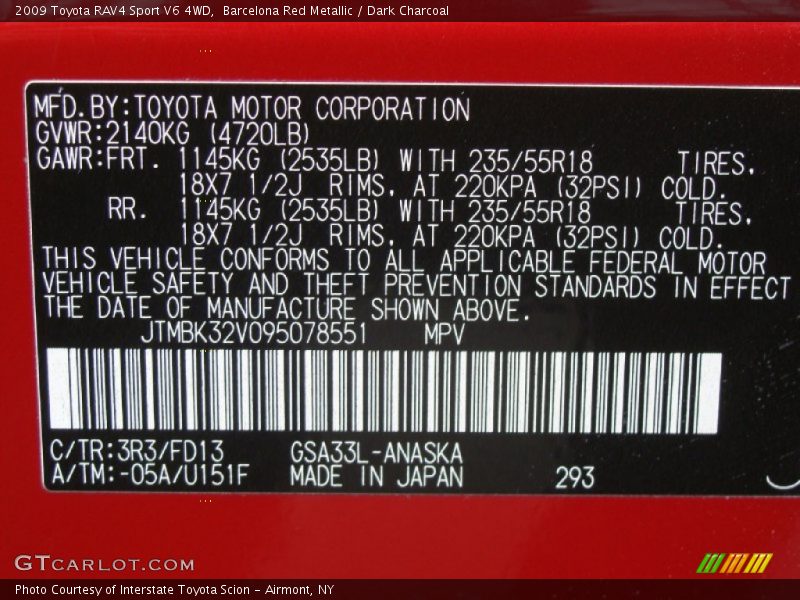 2009 Toyota RAV4 Sport V6 4WD,  Barcelona Red Metallic / Dark Charcoal
MFD.BY:TOYOTA MOTOR CORPORATION
GVWR:2140KG (4720LB)
GAWR:FRT. 1145KG (2535LB) WITH 235/55R18 TIRES,
18X7 1/2J RIMS, AT 220KPA (32PSI) COLD.
RR. 1145KG (2535LB) WITH 235/55R18 TIRES,
18X7 1/2J RIMS, AT 220KPA (32PSI) COLD.
THIS VEHICLE CONFORMS TO ALL APPLICABLE FEDERAL MOTOR
VEHICLE SAFETY AND THEFT PREVENTION STANDARDS IN EFFECT
THE DATE OF MANUFACTURE SHOWN ABOVE.
JTMBK32V095078551 MPV
C/TR:3R3/FD13 GSA33L-ANASKA
A/TM:-05A/U151F MADE IN JAPAN 293
GTCARLOT.COM
Photo Courtesy of Interstate Toyota Scion - Airmont, NY